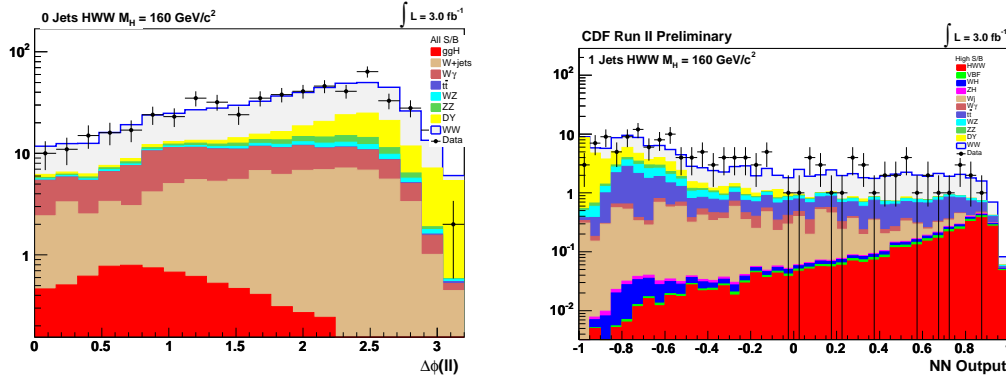 0 Jets HWW M_H = 160 GeV/c²
∫ L = 3.0 fb⁻¹
All S/B
ggH
W+jets
Wγ
tt̄
WZ
ZZ
DY
WW
Data
10²
10
1
0 0.5 1 1.5 2 2.5 3
Δϕ(ll)
CDF Run II Preliminary
∫ L = 3.0 fb⁻¹
1 Jets HWW M_H = 160 GeV/c²
High S/B
HWW
VBF
WH
ZH
Wj
Wγ
tt̄
WZ
ZZ
DY
WW
Data
10²
10
1
10⁻¹
10⁻²
-1 -0.8 -0.6 -0.4 -0.2 0 0.2 0.4 0.6 0.8 1
NN Output